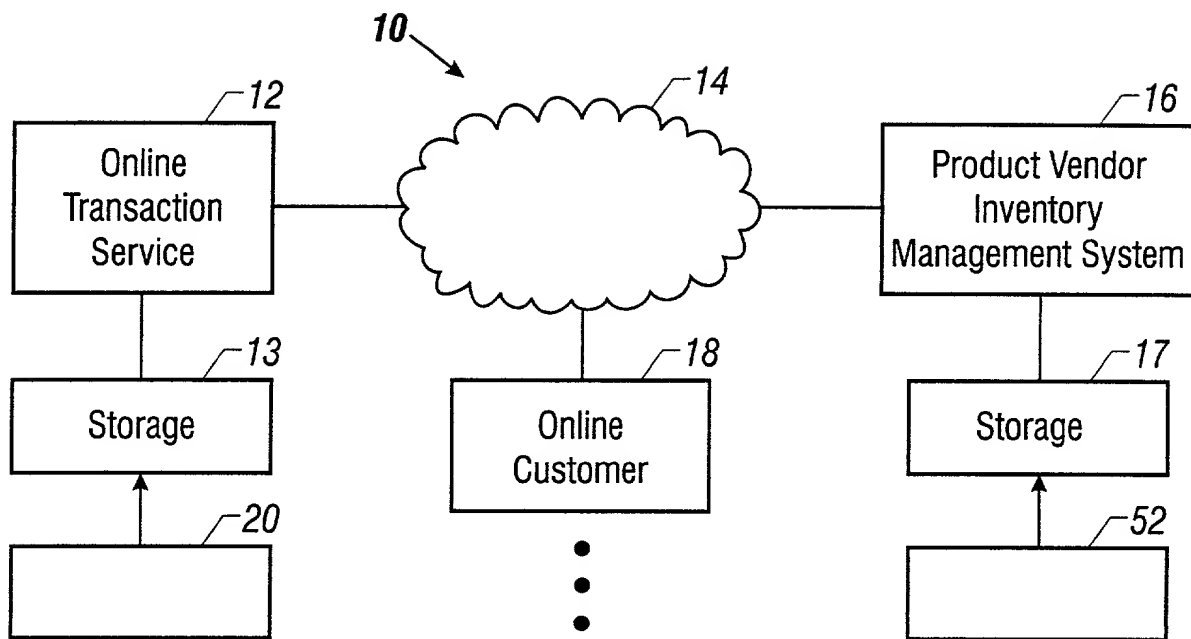 10
12
14
16
Online
Transaction
Service
Product Vendor
Inventory
Management System
13
18
17
Storage
Online
Customer
Storage
20
52